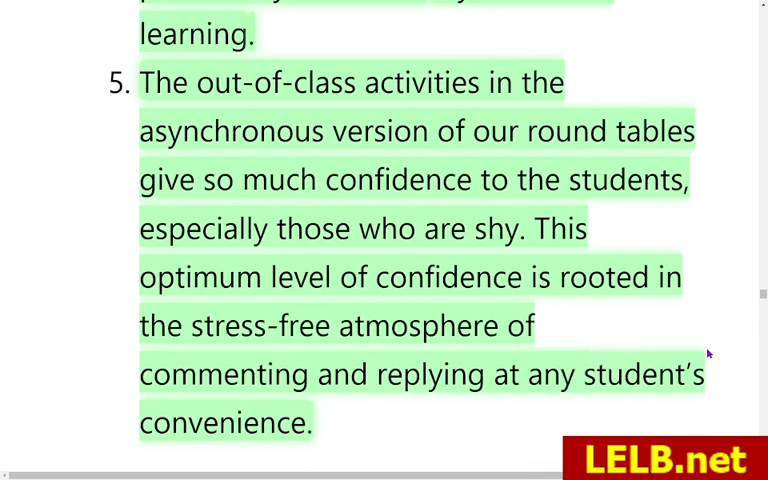 learning.
5. The out-of-class activities in the
asynchronous version of our round tables
give so much confidence to the students,
especially those who are shy. This
optimum level of confidence is rooted in
the stress-free atmosphere of
commenting and replying at any student's
convenience.
LELB.net